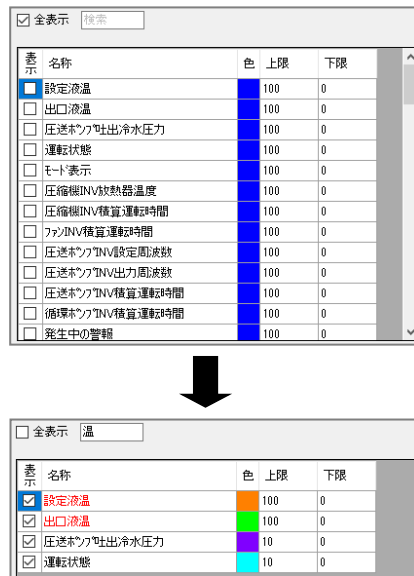 全表示 検索
表示 名称 色 上限 下限
設定液温 100 0
出口液温 100 0
圧送ﾎﾟﾝﾌﾟ吐出冷水圧力 100 0
運転状態 100 0
ﾓｰﾄﾞ表示 100 0
圧縮機INV放熱器温度 100 0
圧縮機INV積算運転時間 100 0
ﾌｧﾝINV積算運転時間 100 0
圧送ﾎﾟﾝﾌﾟINV設定周波数 100 0
圧送ﾎﾟﾝﾌﾟINV出力周波数 100 0
圧送ﾎﾟﾝﾌﾟINV積算運転時間 100 0
循環ﾎﾟﾝﾌﾟINV積算運転時間 100 0
発生中の警報 100 0
全表示 温
表示 名称 色 上限 下限
設定液温 100 0
出口液温 100 0
圧送ﾎﾟﾝﾌﾟ吐出冷水圧力 10 0
運転状態 10 0